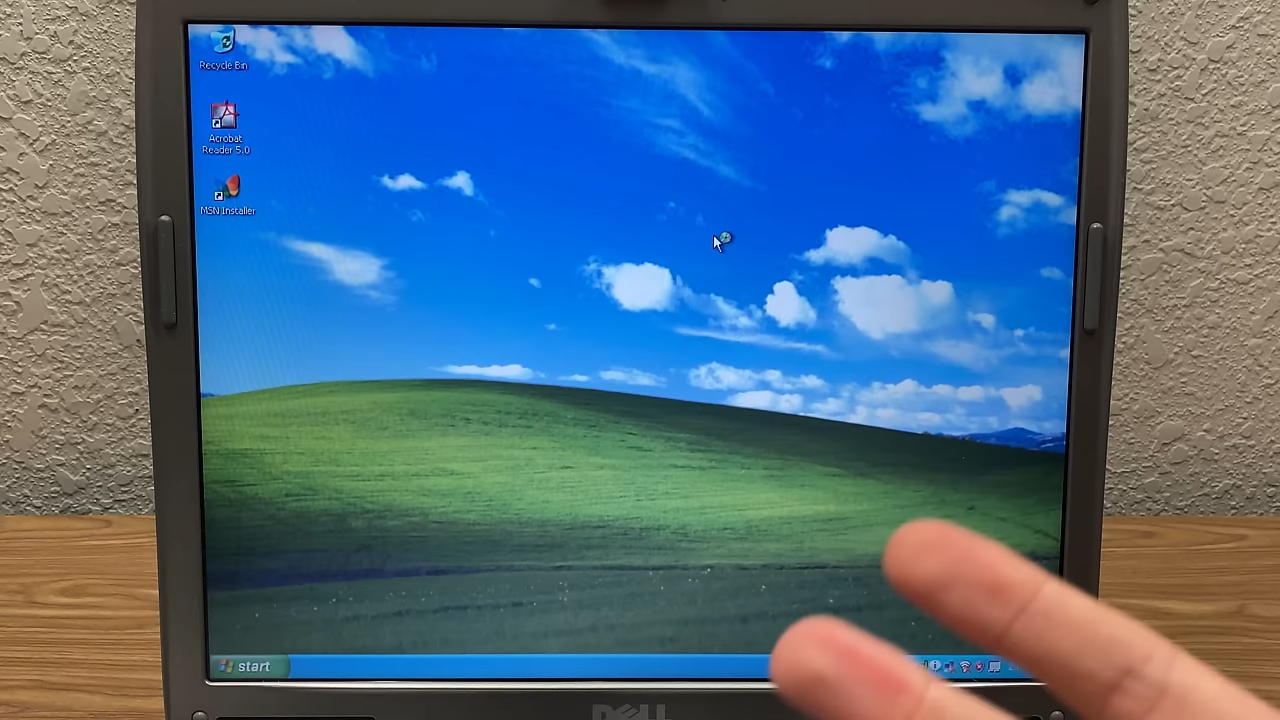 Recycle Bin
Acrobat
Reader 5.0
MSN Installer
start
DELL